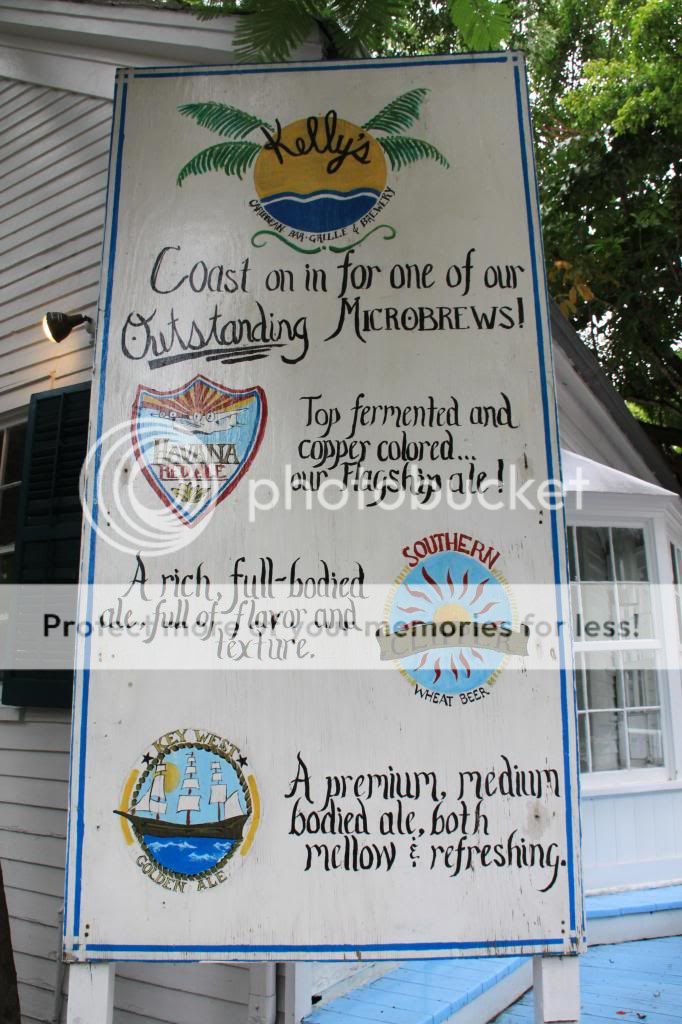 Kelly's
CARIBBEAN BAR · GRILLE & BREWERY
Coast on in for one of our
Outstanding MICROBREWS!
HAVANA
RED ALE
Top fermented and
copper colored...
our Flagship ale!
photobucket
SOUTHERN
WHEAT BEER
A rich, full-bodied
ale, full of flavor and
texture.
Protect more of your memories for less!
KEY WEST
GOLDEN ALE
A premium, medium
bodied ale, both
mellow & refreshing.